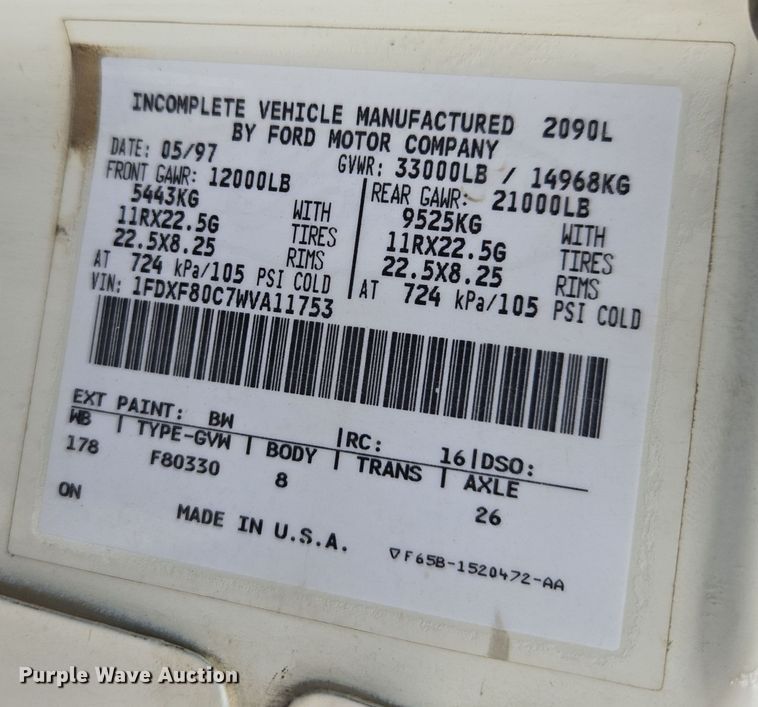 INCOMPLETE VEHICLE MANUFACTURED 2090L
BY FORD MOTOR COMPANY
DATE: 05/97 GVWR: 33000LB / 14968KG
FRONT GAWR: 12000LB REAR GAWR: 21000LB
5443KG WITH 9525KG WITH
11RX22.5G TIRES 11RX22.5G TIRES
22.5X8.25 RIMS 22.5X8.25 RIMS
AT 724 kPa/105 PSI COLD AT 724 kPa/105 PSI COLD
VIN: 1FDXF80C7WVA11753
EXT PAINT: BW RC: 16 DSO:
WB TYPE-GVW BODY TRANS AXLE
178 F80330 8 26
ON MADE IN U.S.A. ▽F65B-1520472-AA
Purple Wave Auction